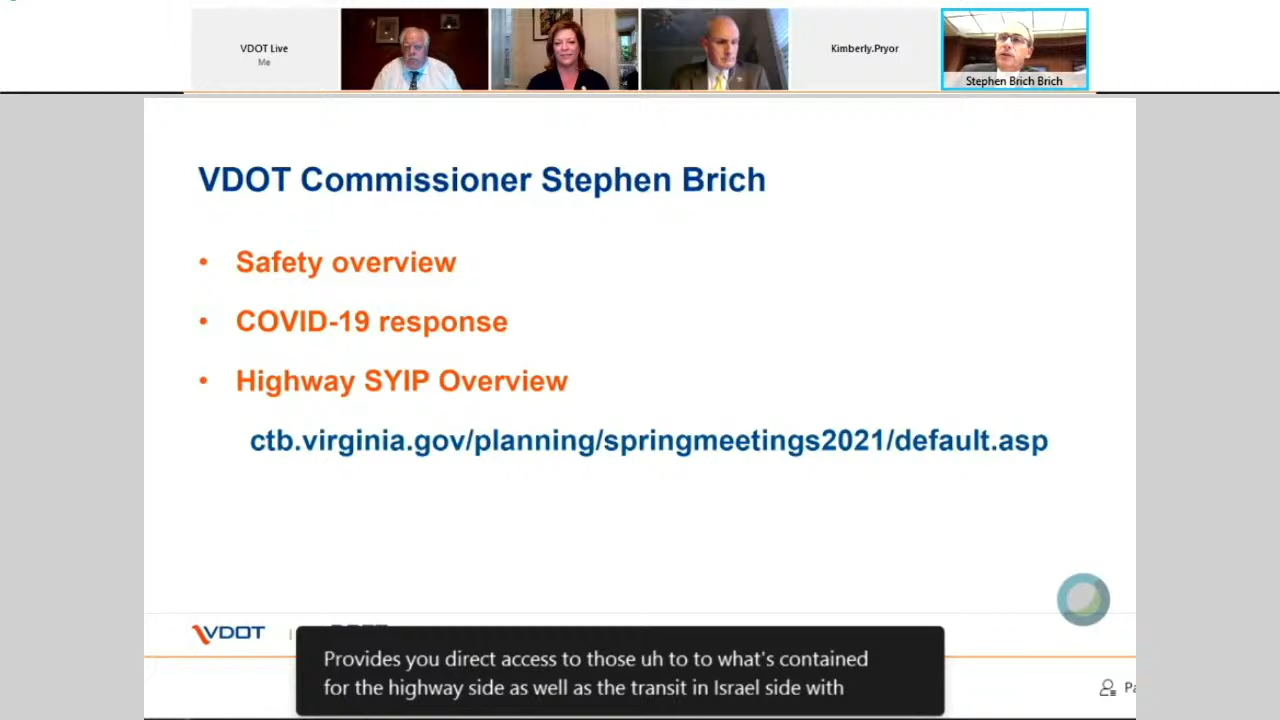 VDOT Live
Me
Kimberly.Pryor
Stephen Brich Brich
VDOT Commissioner Stephen Brich
• Safety overview
• COVID-19 response
• Highway SYIP Overview
ctb.virginia.gov/planning/springmeetings2021/default.asp
VDOT
Provides you direct access to those uh to to what's contained
for the highway side as well as the transit in Israel side with